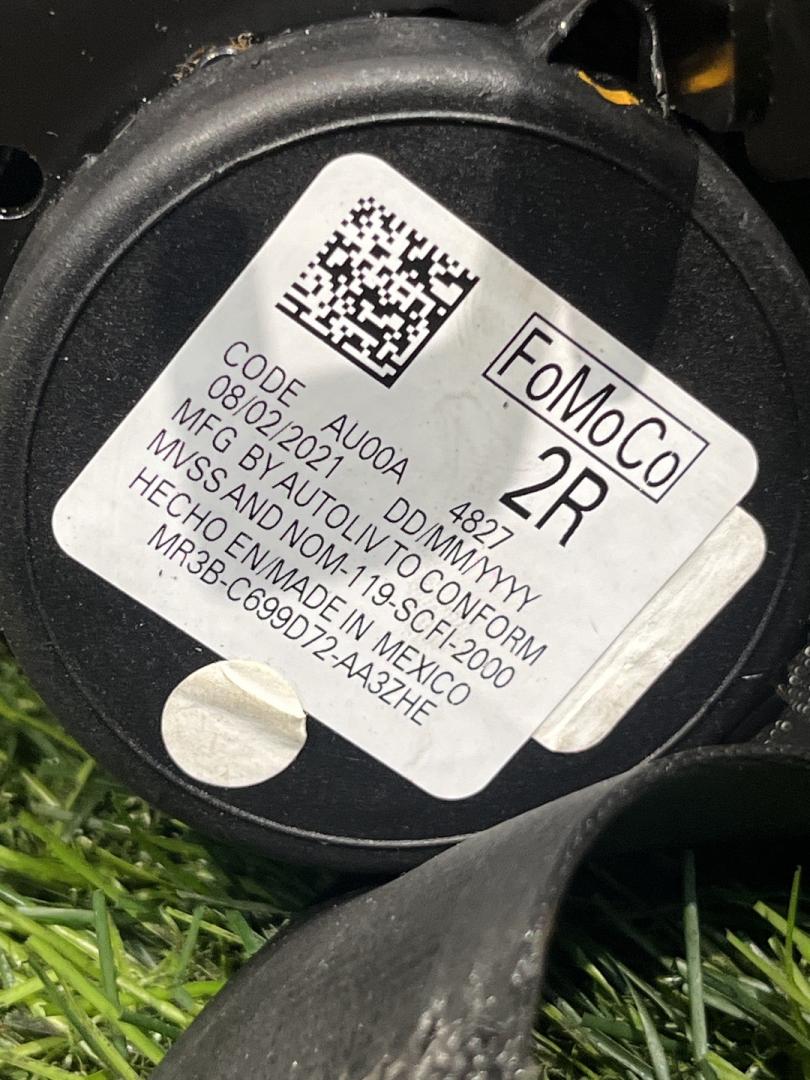 FoMoCo
2R
CODE AU00A 4827
08/02/2021 DD/MM/YYYY
MFG BY AUTOLIV TO CONFORM
MVSS AND NOM-119-SCFI-2000
HECHO EN/MADE IN MEXICO
MR3B-C699D72-AA3ZHE